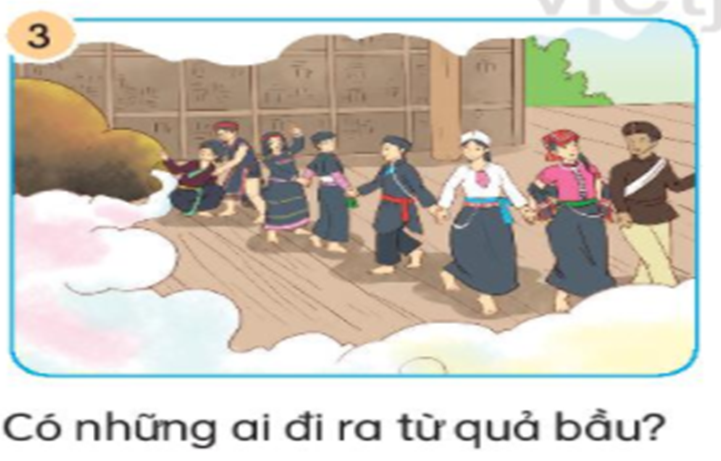 3
Có những ai đi ra từ quả bầu?